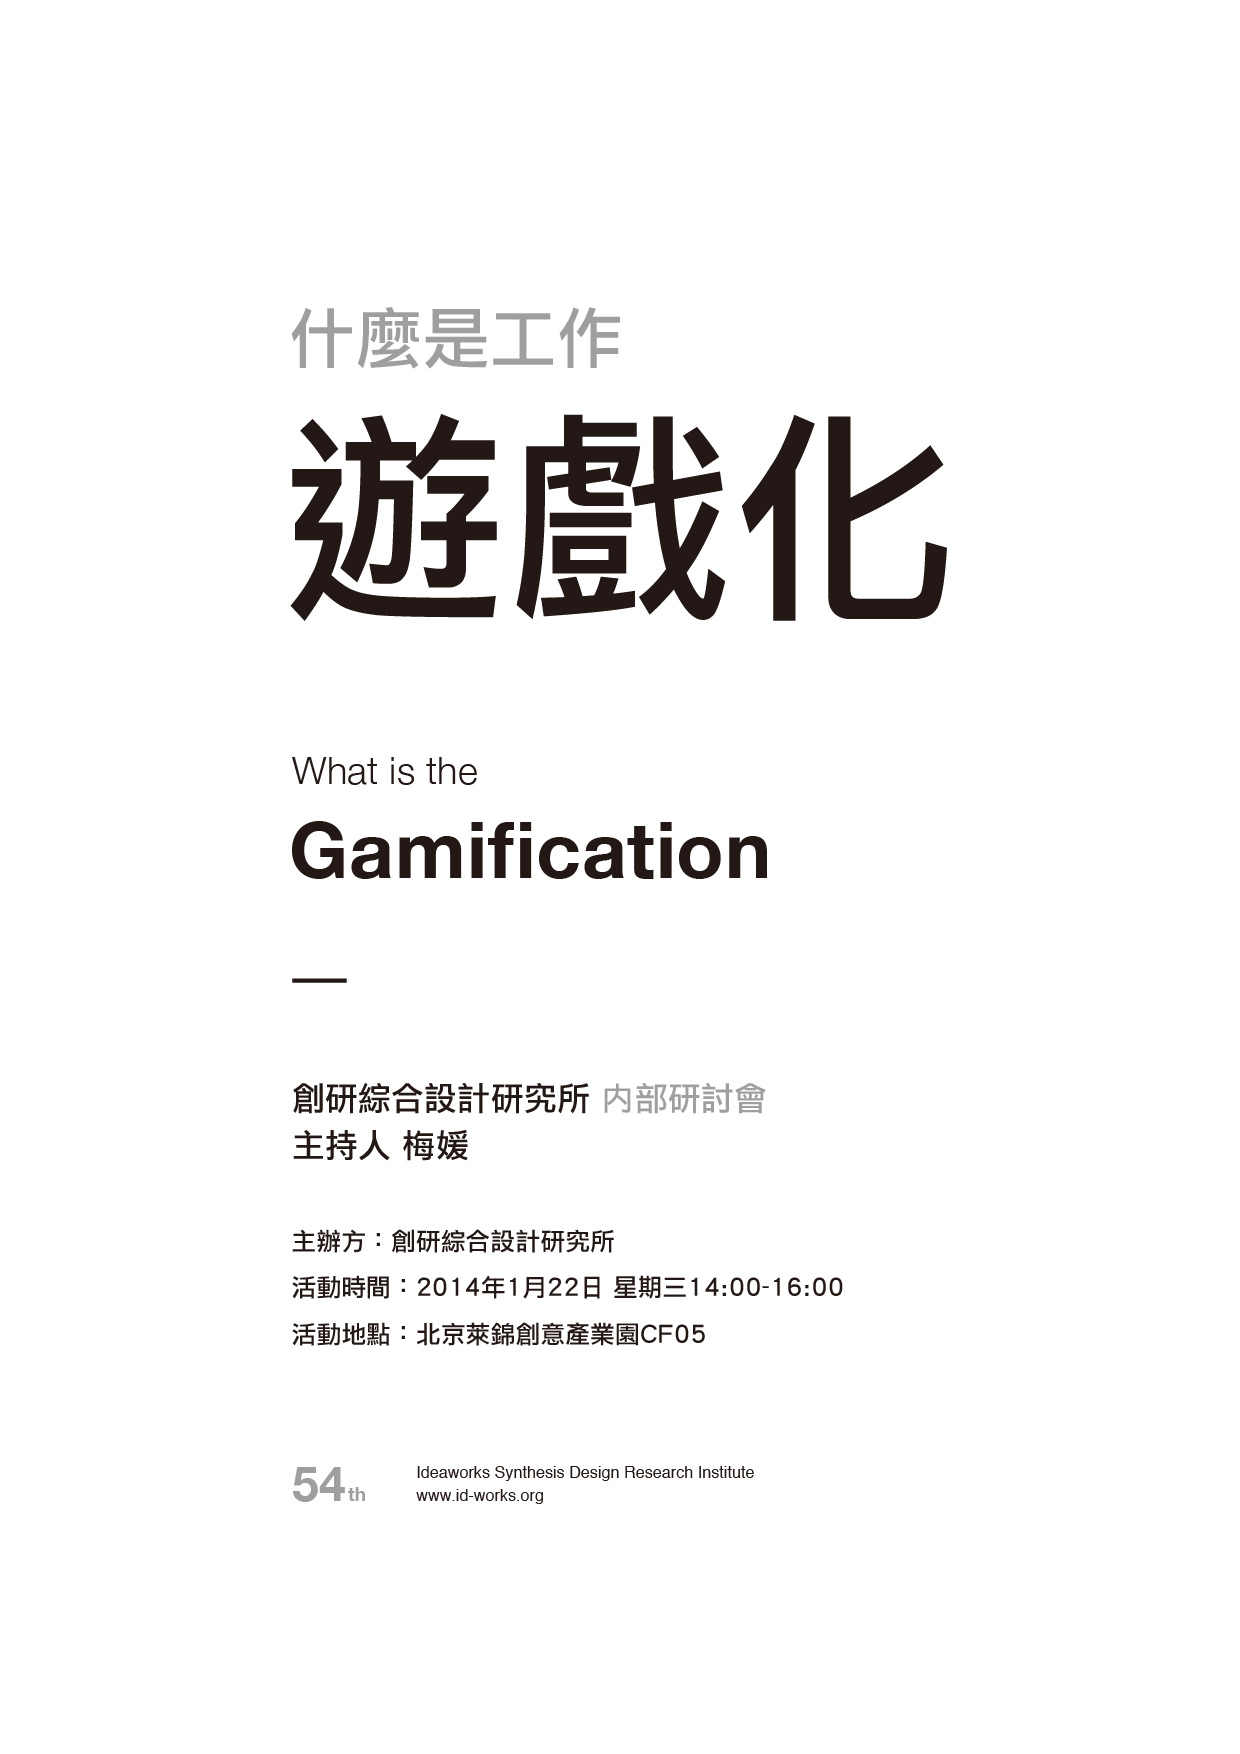 什麼是工作
遊戲化
What is the
Gamification
創研綜合設計研究所 内部研討會
主持人 梅媛
主辦方：創研綜合設計研究所
活動時間：2014年1月22日 星期三14:00-16:00
活動地點：北京萊錦創意產業園CF05
54th
Ideaworks Synthesis Design Research Institute
www.id-works.org